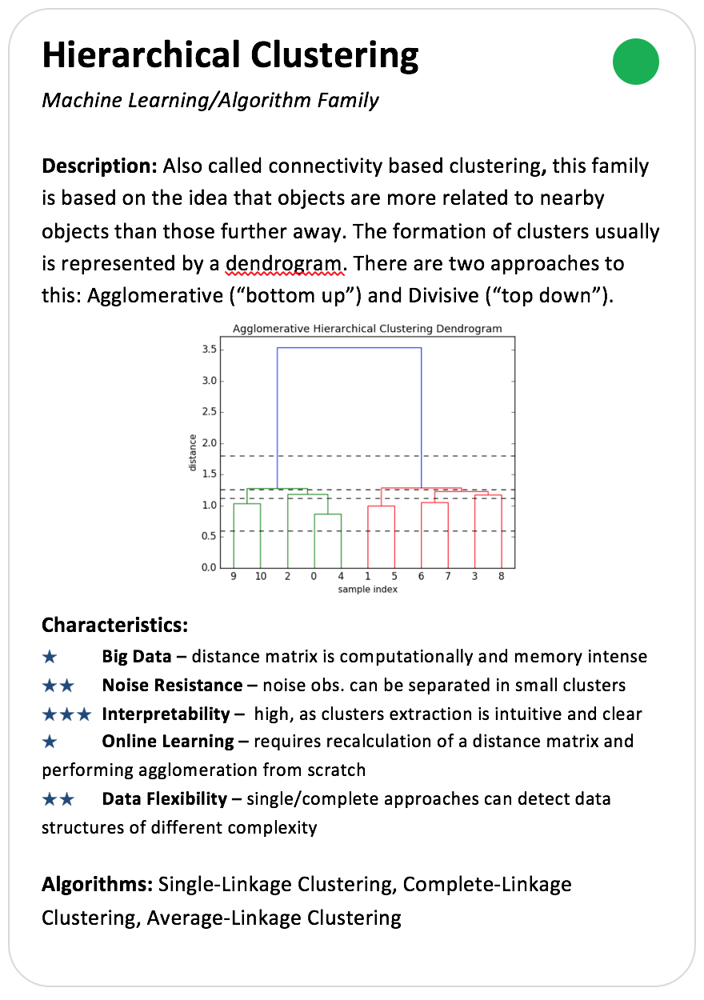 Hierarchical Clustering
Machine Learning/Algorithm Family
Description: Also called connectivity based clustering, this family
is based on the idea that objects are more related to nearby
objects than those further away. The formation of clusters usually
is represented by a dendrogram. There are two approaches to
this: Agglomerative (“bottom up”) and Divisive (“top down”).
Agglomerative Hierarchical Clustering Dendrogram
3.5
3.0
2.5
2.0
1.5
1.0
0.5
0.0
distance
9 10 2 0 4 1 5 6 7 3 8
sample index
Characteristics:
★ Big Data – distance matrix is computationally and memory intense
★★ Noise Resistance – noise obs. can be separated in small clusters
★★★ Interpretability – high, as clusters extraction is intuitive and clear
★ Online Learning – requires recalculation of a distance matrix and
performing agglomeration from scratch
★★ Data Flexibility – single/complete approaches can detect data
structures of different complexity
Algorithms: Single-Linkage Clustering, Complete-Linkage
Clustering, Average-Linkage Clustering